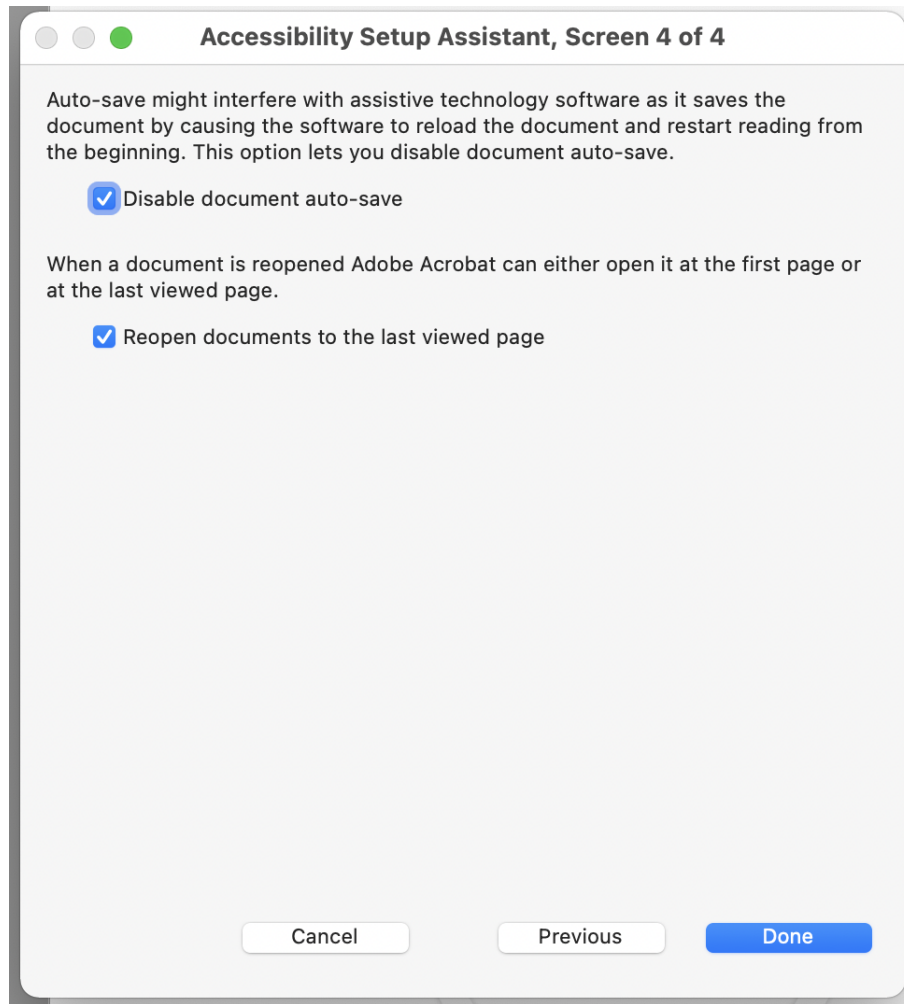 Accessibility Setup Assistant, Screen 4 of 4
Auto-save might interfere with assistive technology software as it saves the
document by causing the software to reload the document and restart reading from
the beginning. This option lets you disable document auto-save.
Disable document auto-save
When a document is reopened Adobe Acrobat can either open it at the first page or
at the last viewed page.
Reopen documents to the last viewed page
Cancel
Previous
Done